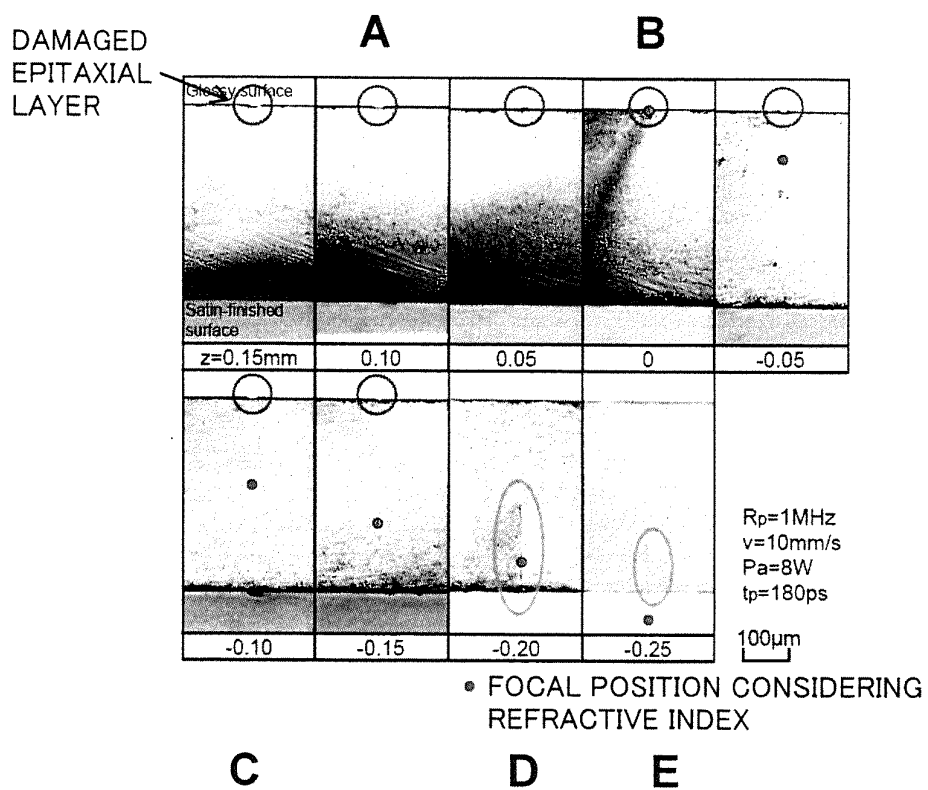 A B
DAMAGED
EPITAXIAL
LAYER
Glossy surface
Satin-finished
surface
z=0.15mm 0.10 0.05 0 -0.05
Rp=1MHz
v=10mm/s
Pa=8W
tp=180ps
100μm
-0.10 -0.15 -0.20 -0.25
FOCAL POSITION CONSIDERING
REFRACTIVE INDEX
C D E